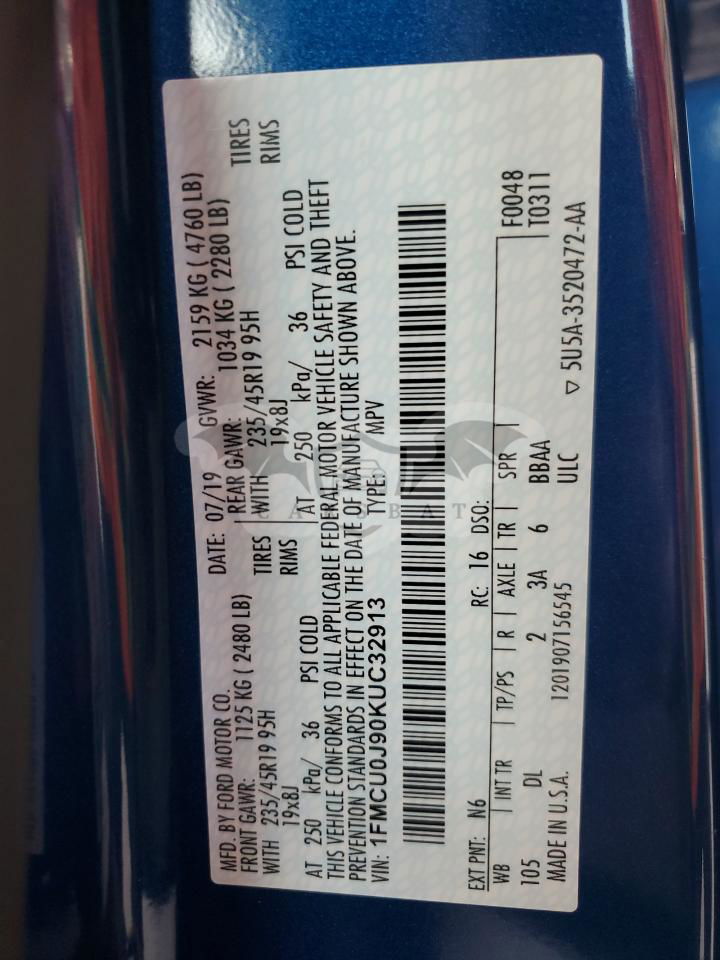 MFD. BY FORD MOTOR CO.
DATE: 07/19 GVWR: 2159 KG ( 4760 LB)
FRONT GAWR: 1125 KG ( 2480 LB) REAR GAWR: 1034 KG ( 2280 LB)
WITH 235/45R19 95H TIRES WITH 235/45R19 95H TIRES
19x8J RIMS 19x8J RIMS
AT 250 kPa/ 36 PSI COLD AT 250 kPa/ 36 PSI COLD
THIS VEHICLE CONFORMS TO ALL APPLICABLE FEDERAL MOTOR VEHICLE SAFETY AND THEFT
PREVENTION STANDARDS IN EFFECT ON THE DATE OF MANUFACTURE SHOWN ABOVE.
VIN: 1FMCU0J90KUC32913 TYPE: MPV
EXT PNT: N6 RC: 16 DSO: F0048
WB INT TR TP/PS R AXLE TR SPR T0311
105 DL 2 3A 6 BBAA
MADE IN U.S.A. 1201907156545 ULC ▽ 5U5A-3520472-AA